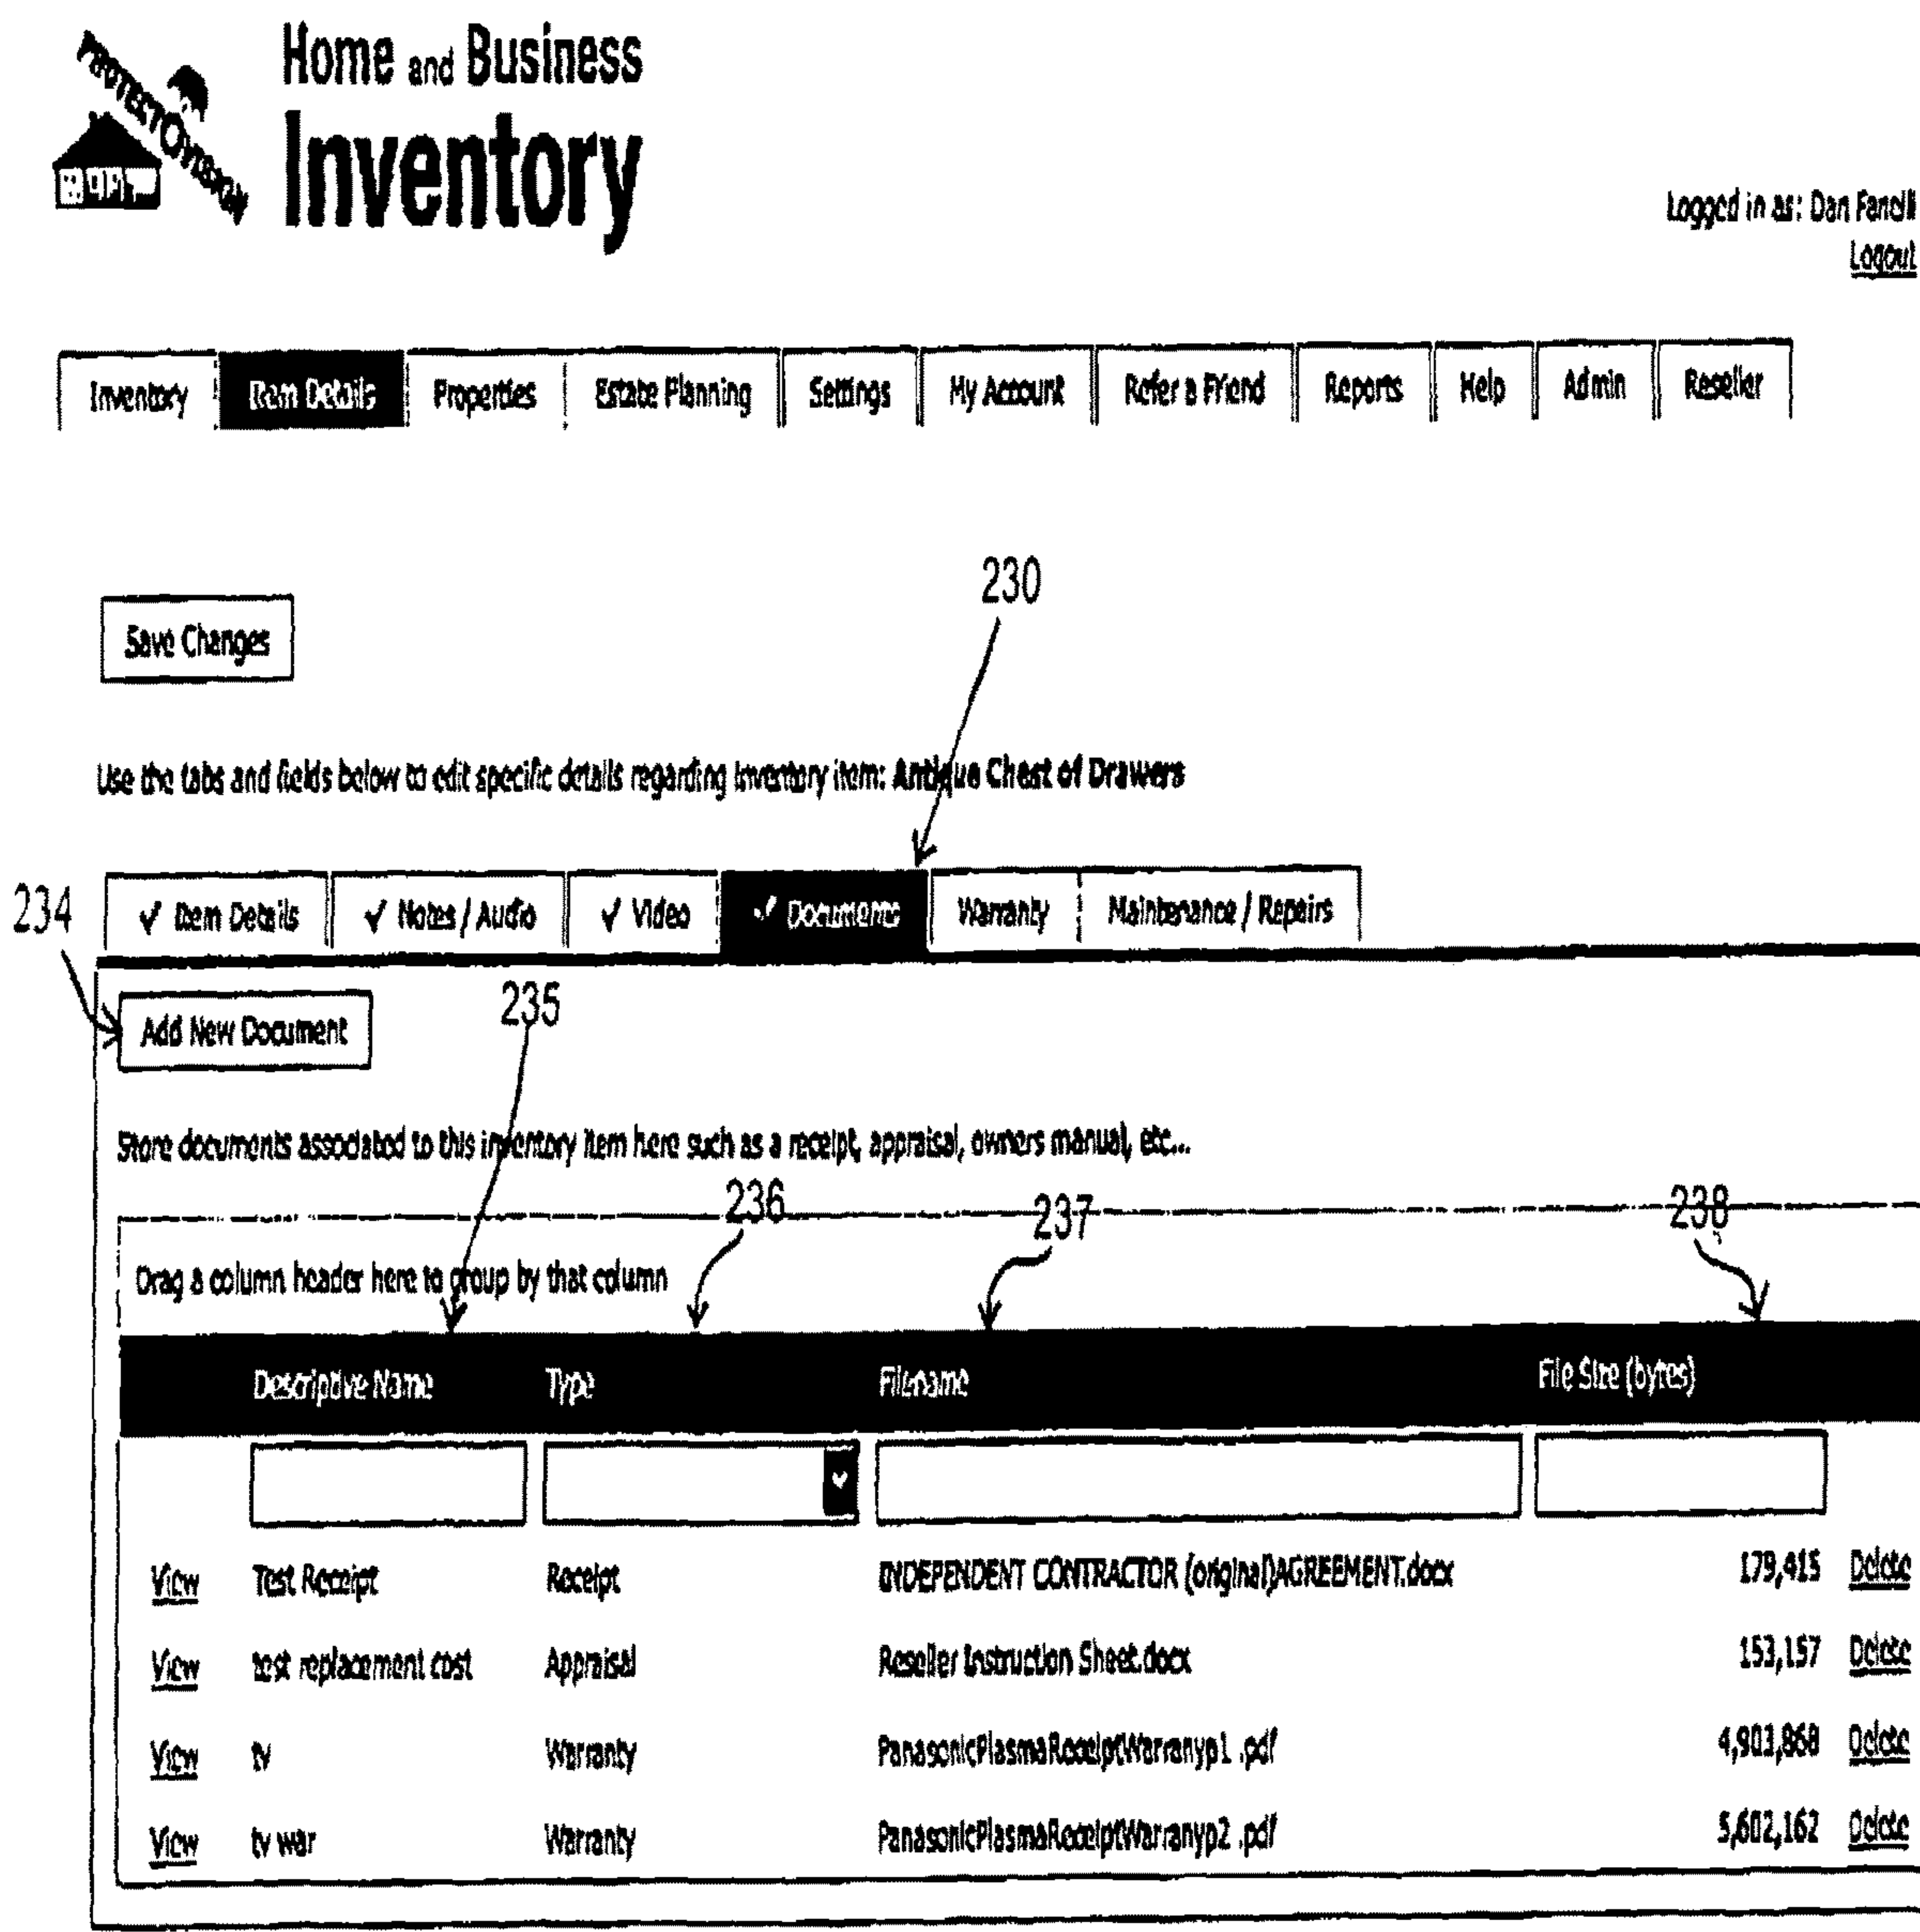 PROTECT
Home and Business
Inventory
Logged in as: Dan Fanelli
Logout
Inventory Item Details Properties Estate Planning Settings My Account Refer a Friend Reports Help Admin Reseller
230
Save Changes
Use the tabs and fields below to edit specific details regarding inventory item: Antique Chest of Drawers
234
✓ Item Details ✓ Notes / Audio ✓ Video ✓ Documents Warranty Maintenance / Repairs
235
Add New Document
Store documents associated to this inventory item here such as a receipt, appraisal, owners manual, etc...
236 237 238
Drag a column header here to group by that column
Descriptive Name Type Filename File Size (bytes)
View Test Receipt Receipt INDEPENDENT CONTRACTOR (original)AGREEMENT.docx 179,415 Delete
View test replacement cost Appraisal Reseller Instruction Sheet.docx 153,157 Delete
View tv Warranty PanasonicPlasmaReceiptWarranyp1 .pdf 4,903,868 Delete
View tv war Warranty PanasonicPlasmaReceiptWarranyp2 .pdf 5,602,162 Delete